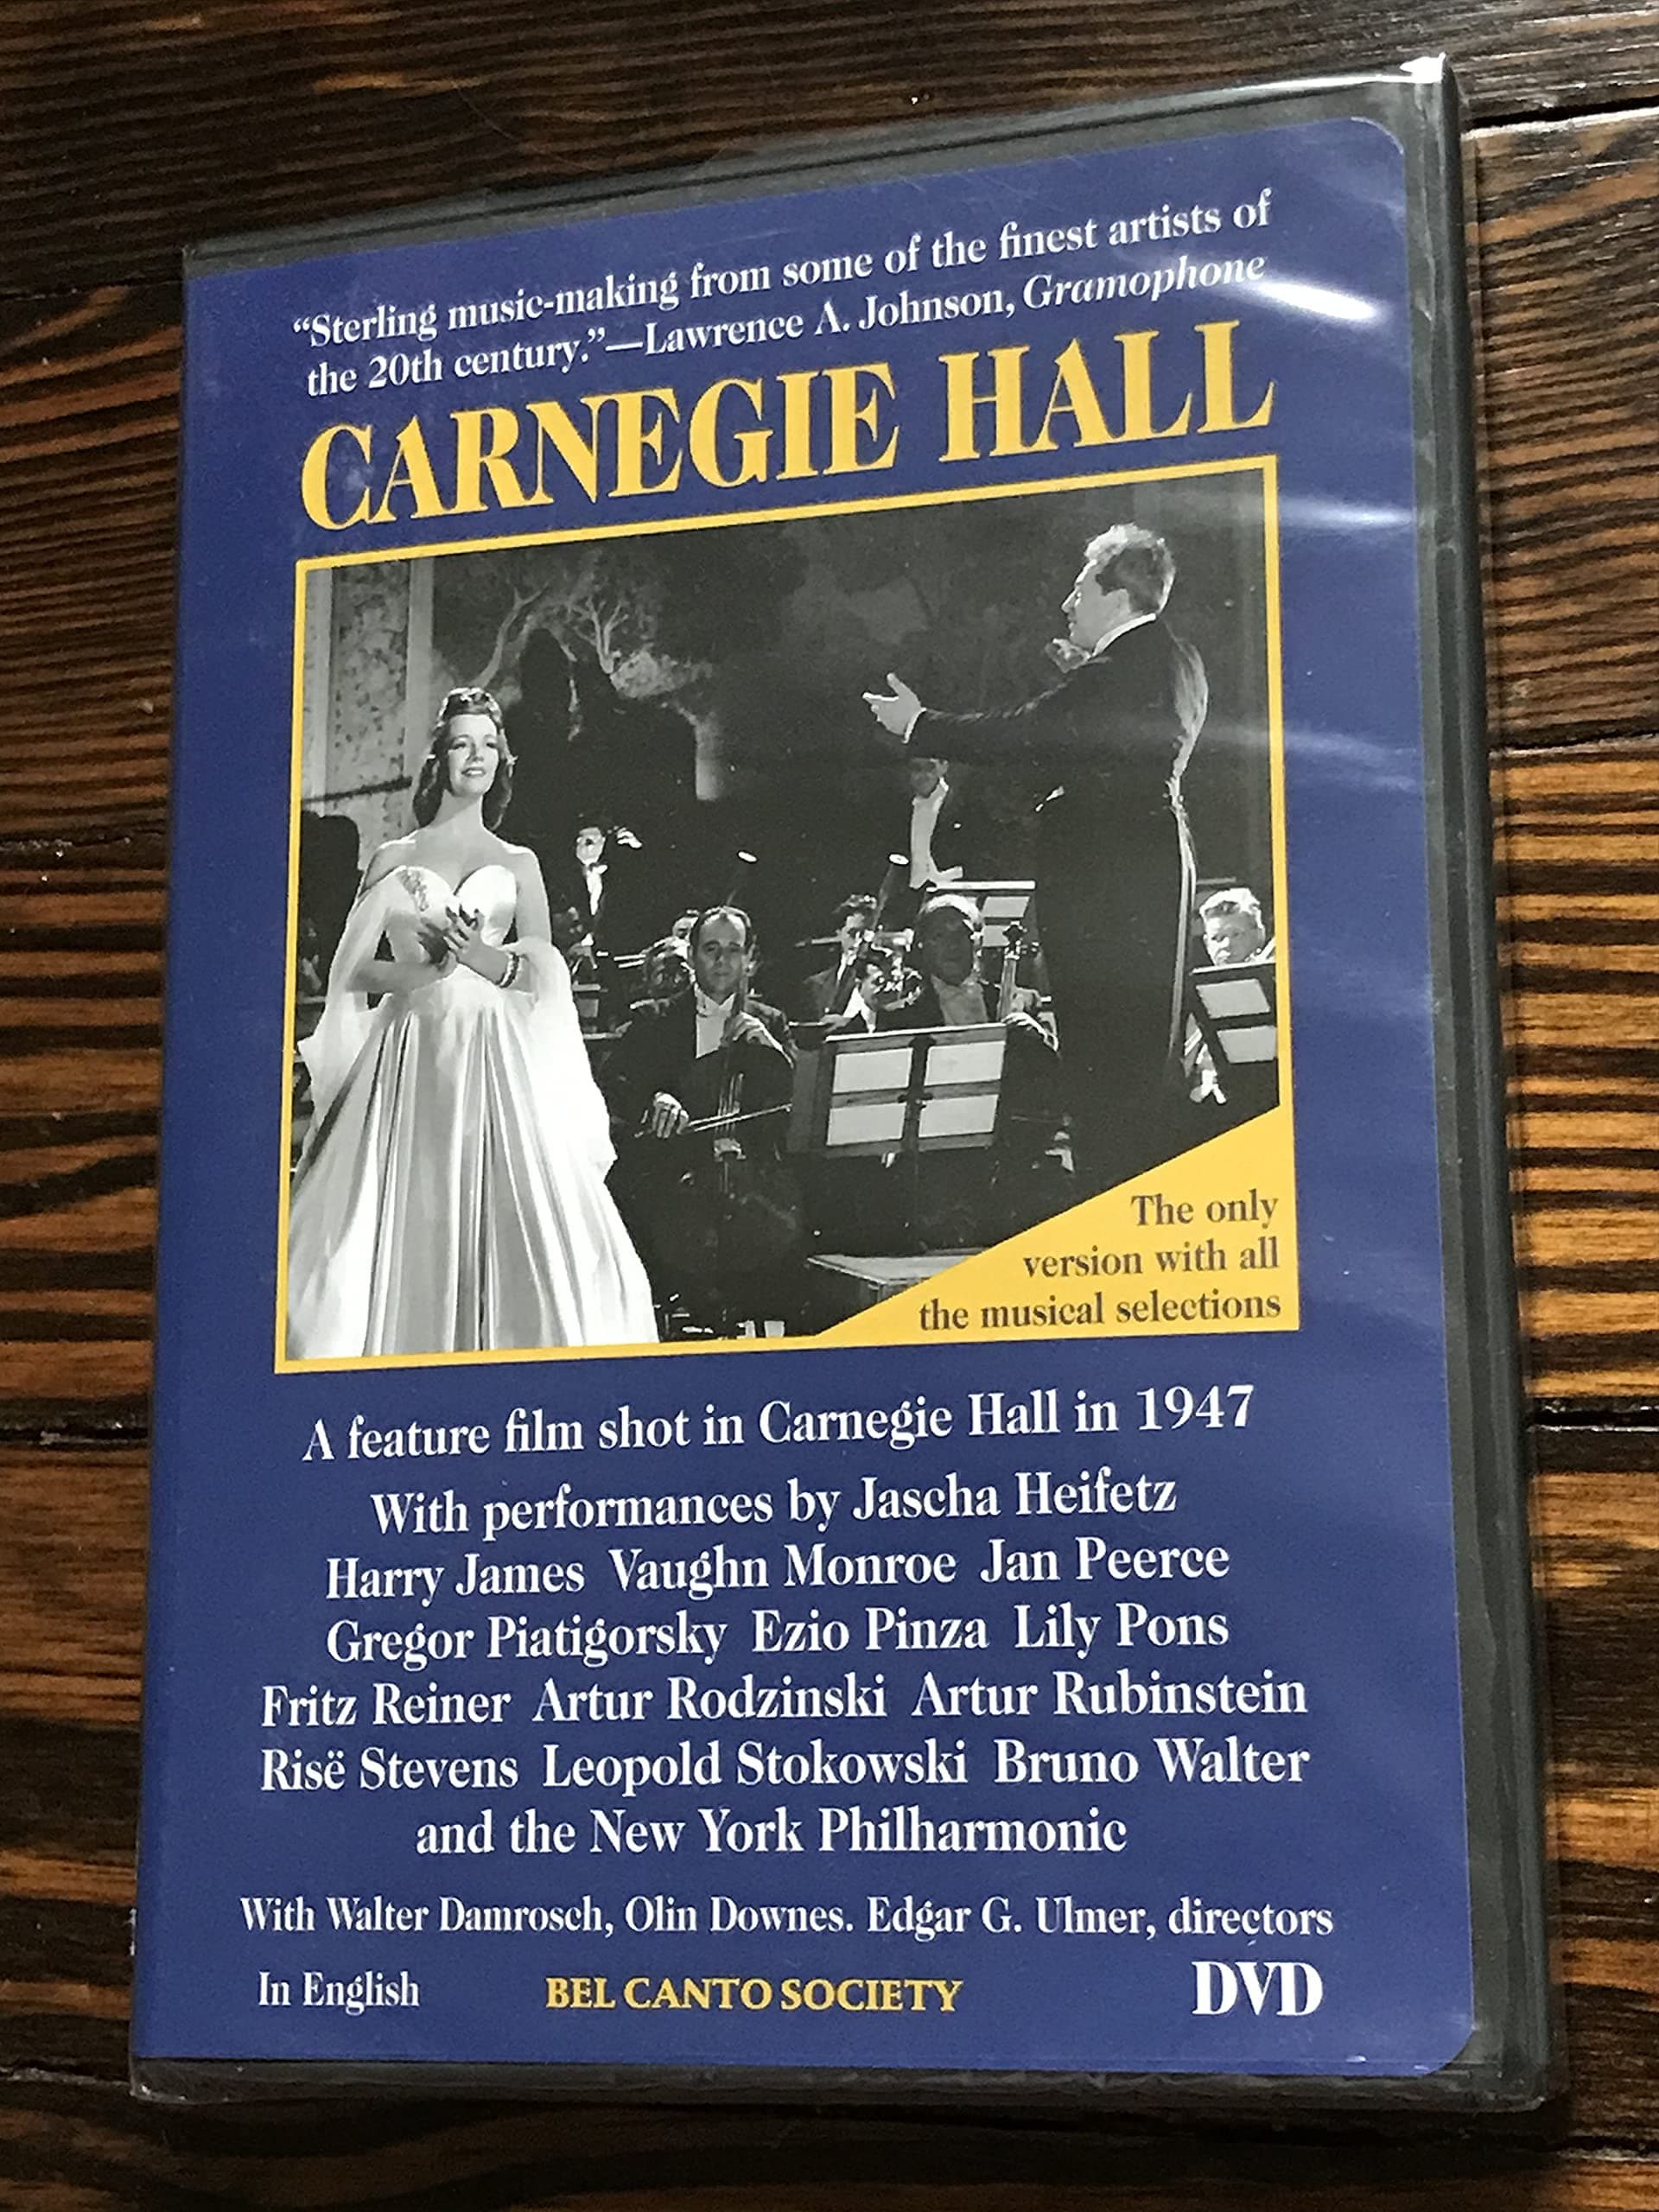 “Sterling music-making from some of the finest artists of
the 20th century.”—Lawrence A. Johnson, Gramophone
CARNEGIE HALL
The only
version with all
the musical selections
A feature film shot in Carnegie Hall in 1947
With performances by Jascha Heifetz
Harry James Vaughn Monroe Jan Peerce
Gregor Piatigorsky Ezio Pinza Lily Pons
Fritz Reiner Artur Rodzinski Artur Rubinstein
Risë Stevens Leopold Stokowski Bruno Walter
and the New York Philharmonic
With Walter Damrosch, Olin Downes. Edgar G. Ulmer, directors
In English BEL CANTO SOCIETY DVD